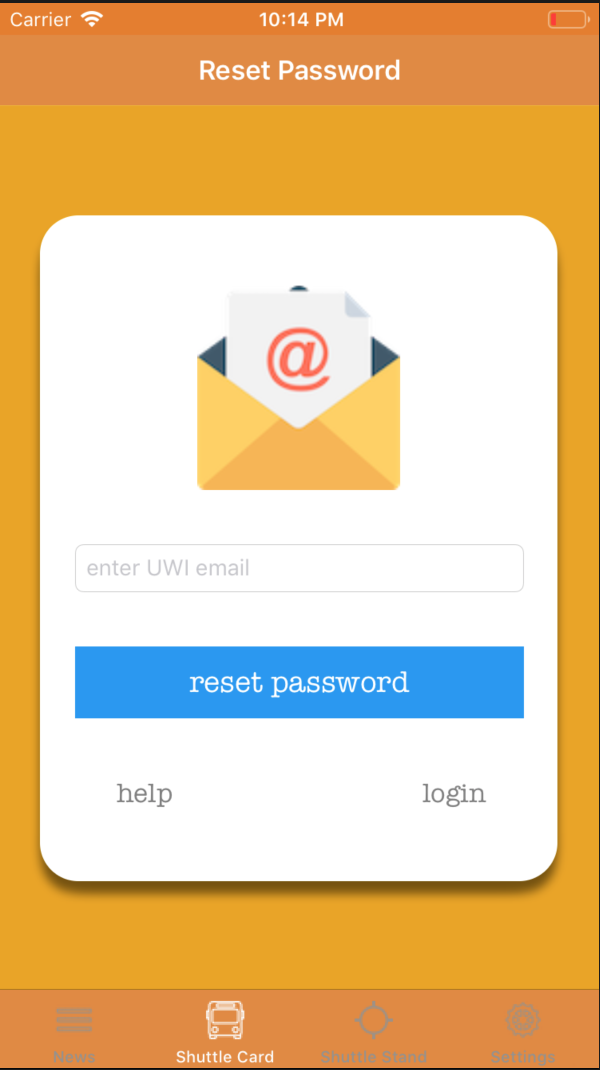 Carrier 10:14 PM
Reset Password
@
enter UWI email
reset password
help login
News Shuttle Card Shuttle Stand Settings